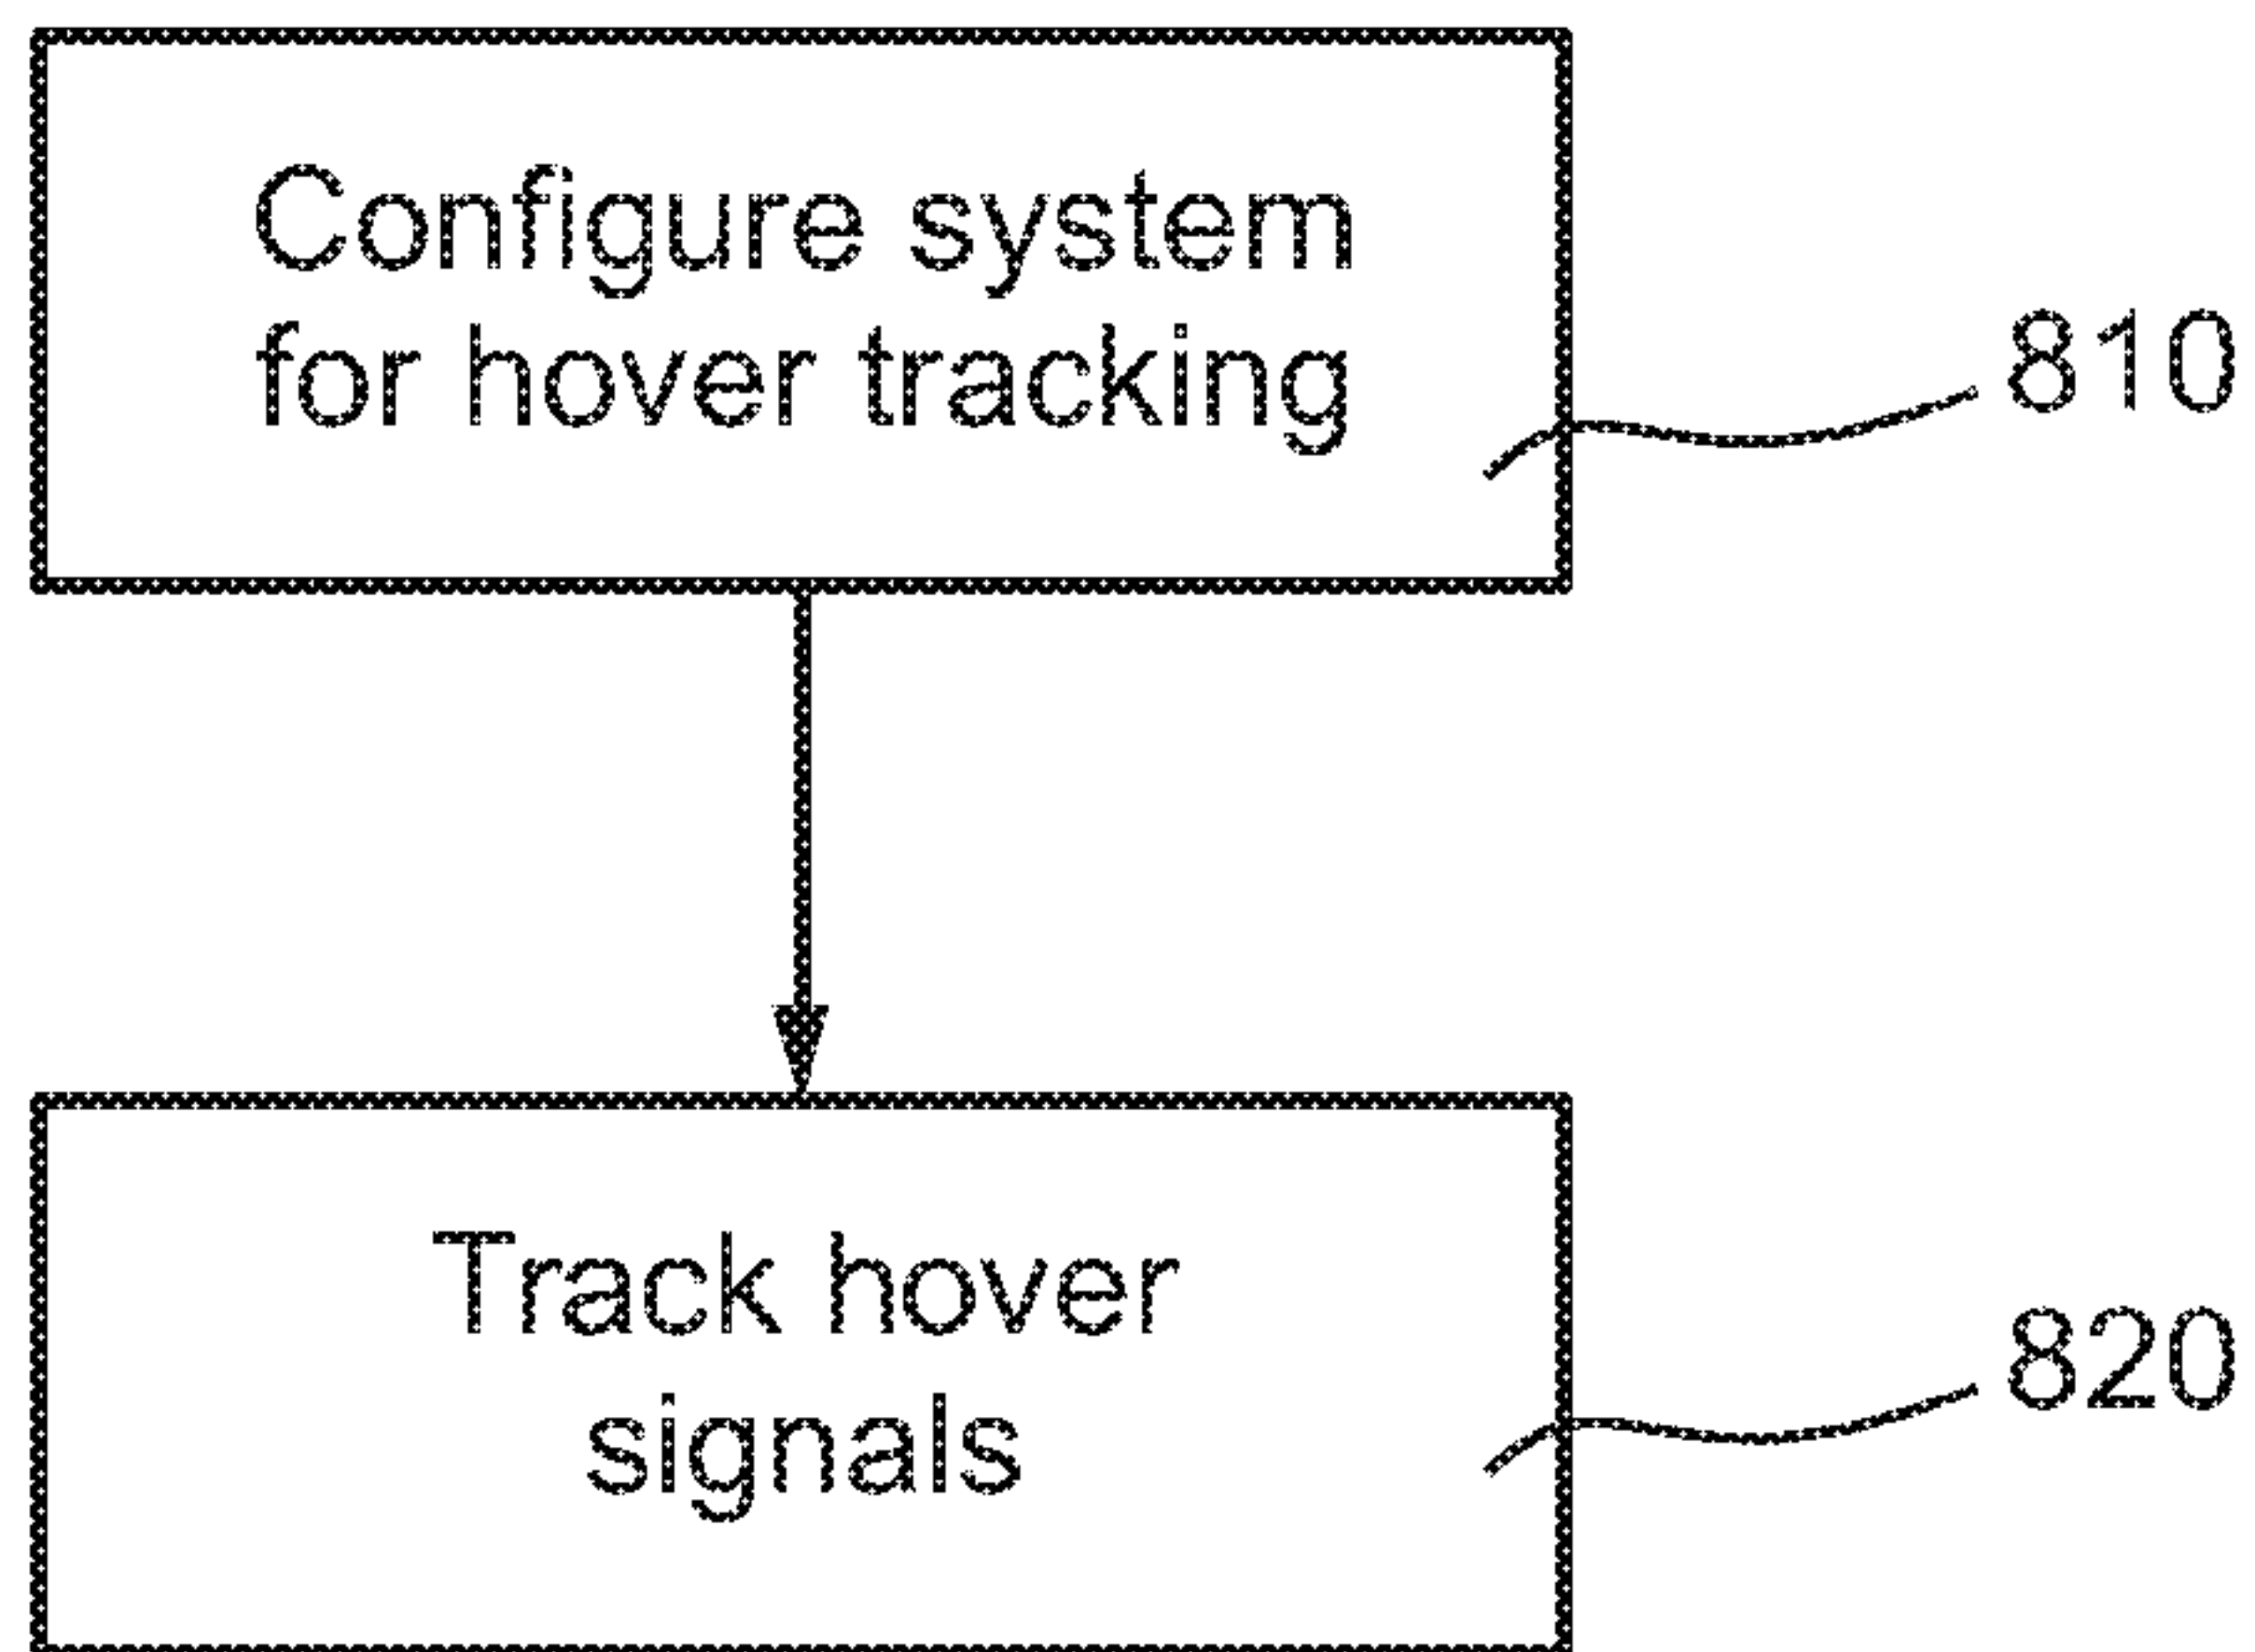 Configure system
for hover tracking
810
Track hover
signals
820